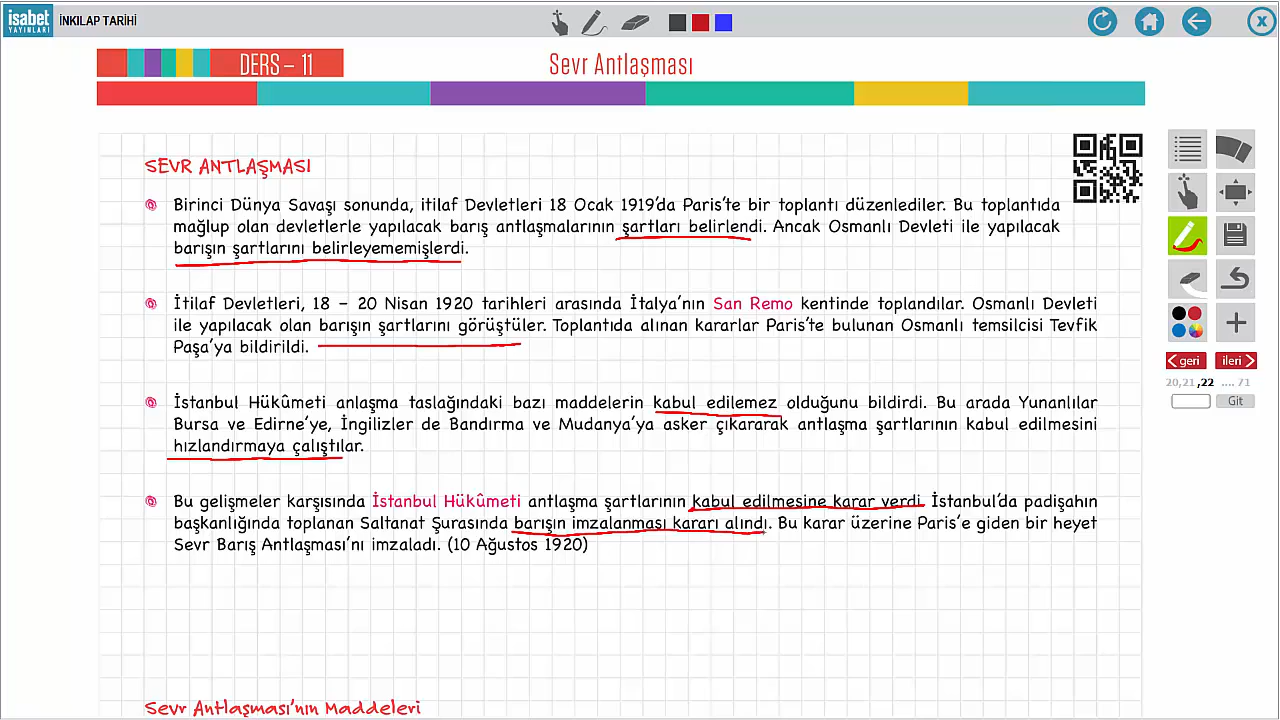 isabet
YAYINLARI
İNKILAP TARİHİ
DERS – 11
Sevr Antlaşması
SEVR ANTLAŞMASI
Birinci Dünya Savaşı sonunda, itilaf Devletleri 18 Ocak 1919’da Paris’te bir toplantı düzenlediler. Bu toplantıda
mağlup olan devletlerle yapılacak barış antlaşmalarının şartları belirlendi. Ancak Osmanlı Devleti ile yapılacak
barışın şartlarını belirleyememişlerdi.
İtilaf Devletleri, 18 – 20 Nisan 1920 tarihleri arasında İtalya’nın San Remo kentinde toplandılar. Osmanlı Devleti
ile yapılacak olan barışın şartlarını görüştüler. Toplantıda alınan kararlar Paris’te bulunan Osmanlı temsilcisi Tevfik
Paşa’ya bildirildi.
İstanbul Hükûmeti anlaşma taslağındaki bazı maddelerin kabul edilemez olduğunu bildirdi. Bu arada Yunanlılar
Bursa ve Edirne’ye, İngilizler de Bandırma ve Mudanya’ya asker çıkararak antlaşma şartlarının kabul edilmesini
hızlandırmaya çalıştılar.
Bu gelişmeler karşısında İstanbul Hükûmeti antlaşma şartlarının kabul edilmesine karar verdi İstanbul’da padişahın
başkanlığında toplanan Saltanat Şurasında barışın imzalanması kararı alındı. Bu karar üzerine Paris’e giden bir heyet
Sevr Barış Antlaşması’nı imzaladı. (10 Ağustos 1920)
Sevr Antlaşması’nın Maddeleri
geri ileri
20,21,22 .... 71
Git